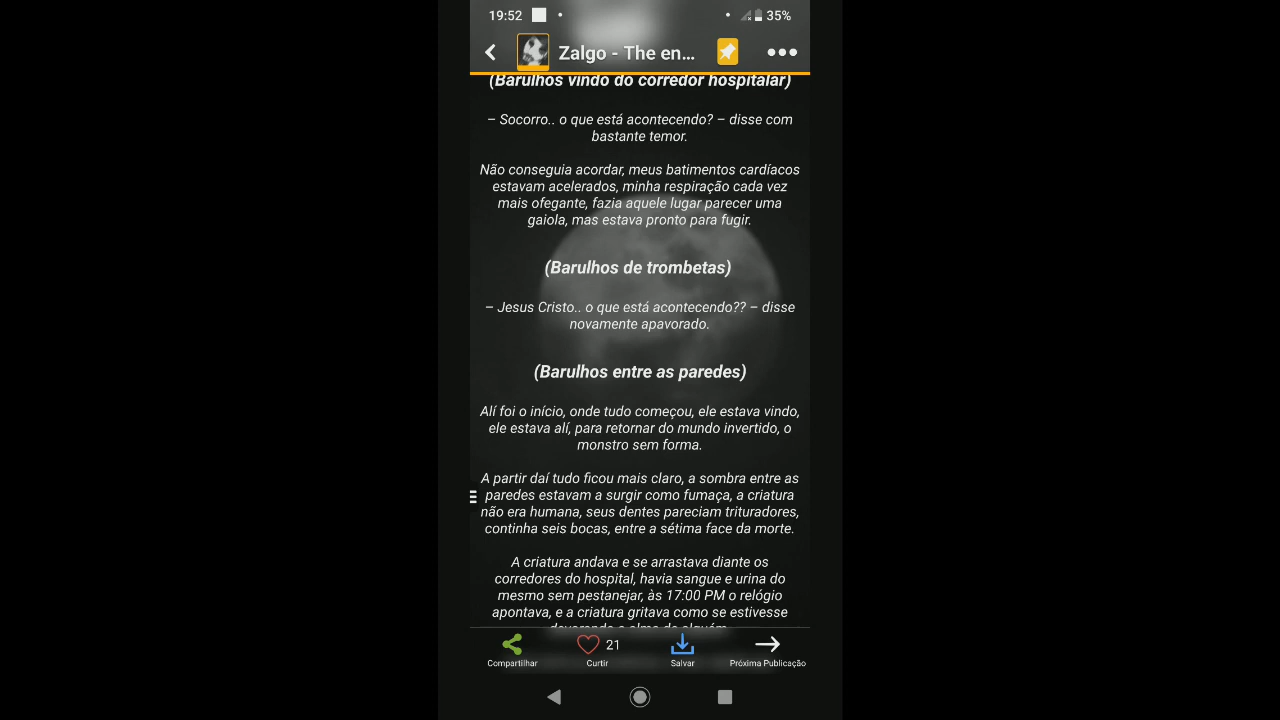 19:52
35%
Zalgo - The en...
(Barulhos vindo do corredor hospitalar)
– Socorro.. o que está acontecendo? – disse com
bastante temor.
Não conseguia acordar, meus batimentos cardíacos
estavam acelerados, minha respiração cada vez
mais ofegante, fazia aquele lugar parecer uma
gaiola, mas estava pronto para fugir.
(Barulhos de trombetas)
– Jesus Cristo.. o que está acontecendo?? – disse
novamente apavorado.
(Barulhos entre as paredes)
Alí foi o início, onde tudo começou, ele estava vindo,
ele estava alí, para retornar do mundo invertido, o
monstro sem forma.
A partir daí tudo ficou mais claro, a sombra entre as
paredes estavam a surgir como fumaça, a criatura
não era humana, seus dentes pareciam trituradores,
continha seis bocas, entre a sétima face da morte.
A criatura andava e se arrastava diante os
corredores do hospital, havia sangue e urina do
mesmo sem pestanejar, às 17:00 PM o relógio
apontava, e a criatura gritava como se estivesse
21
Compartilhar
Curtir
Salvar
Próxima Publicação